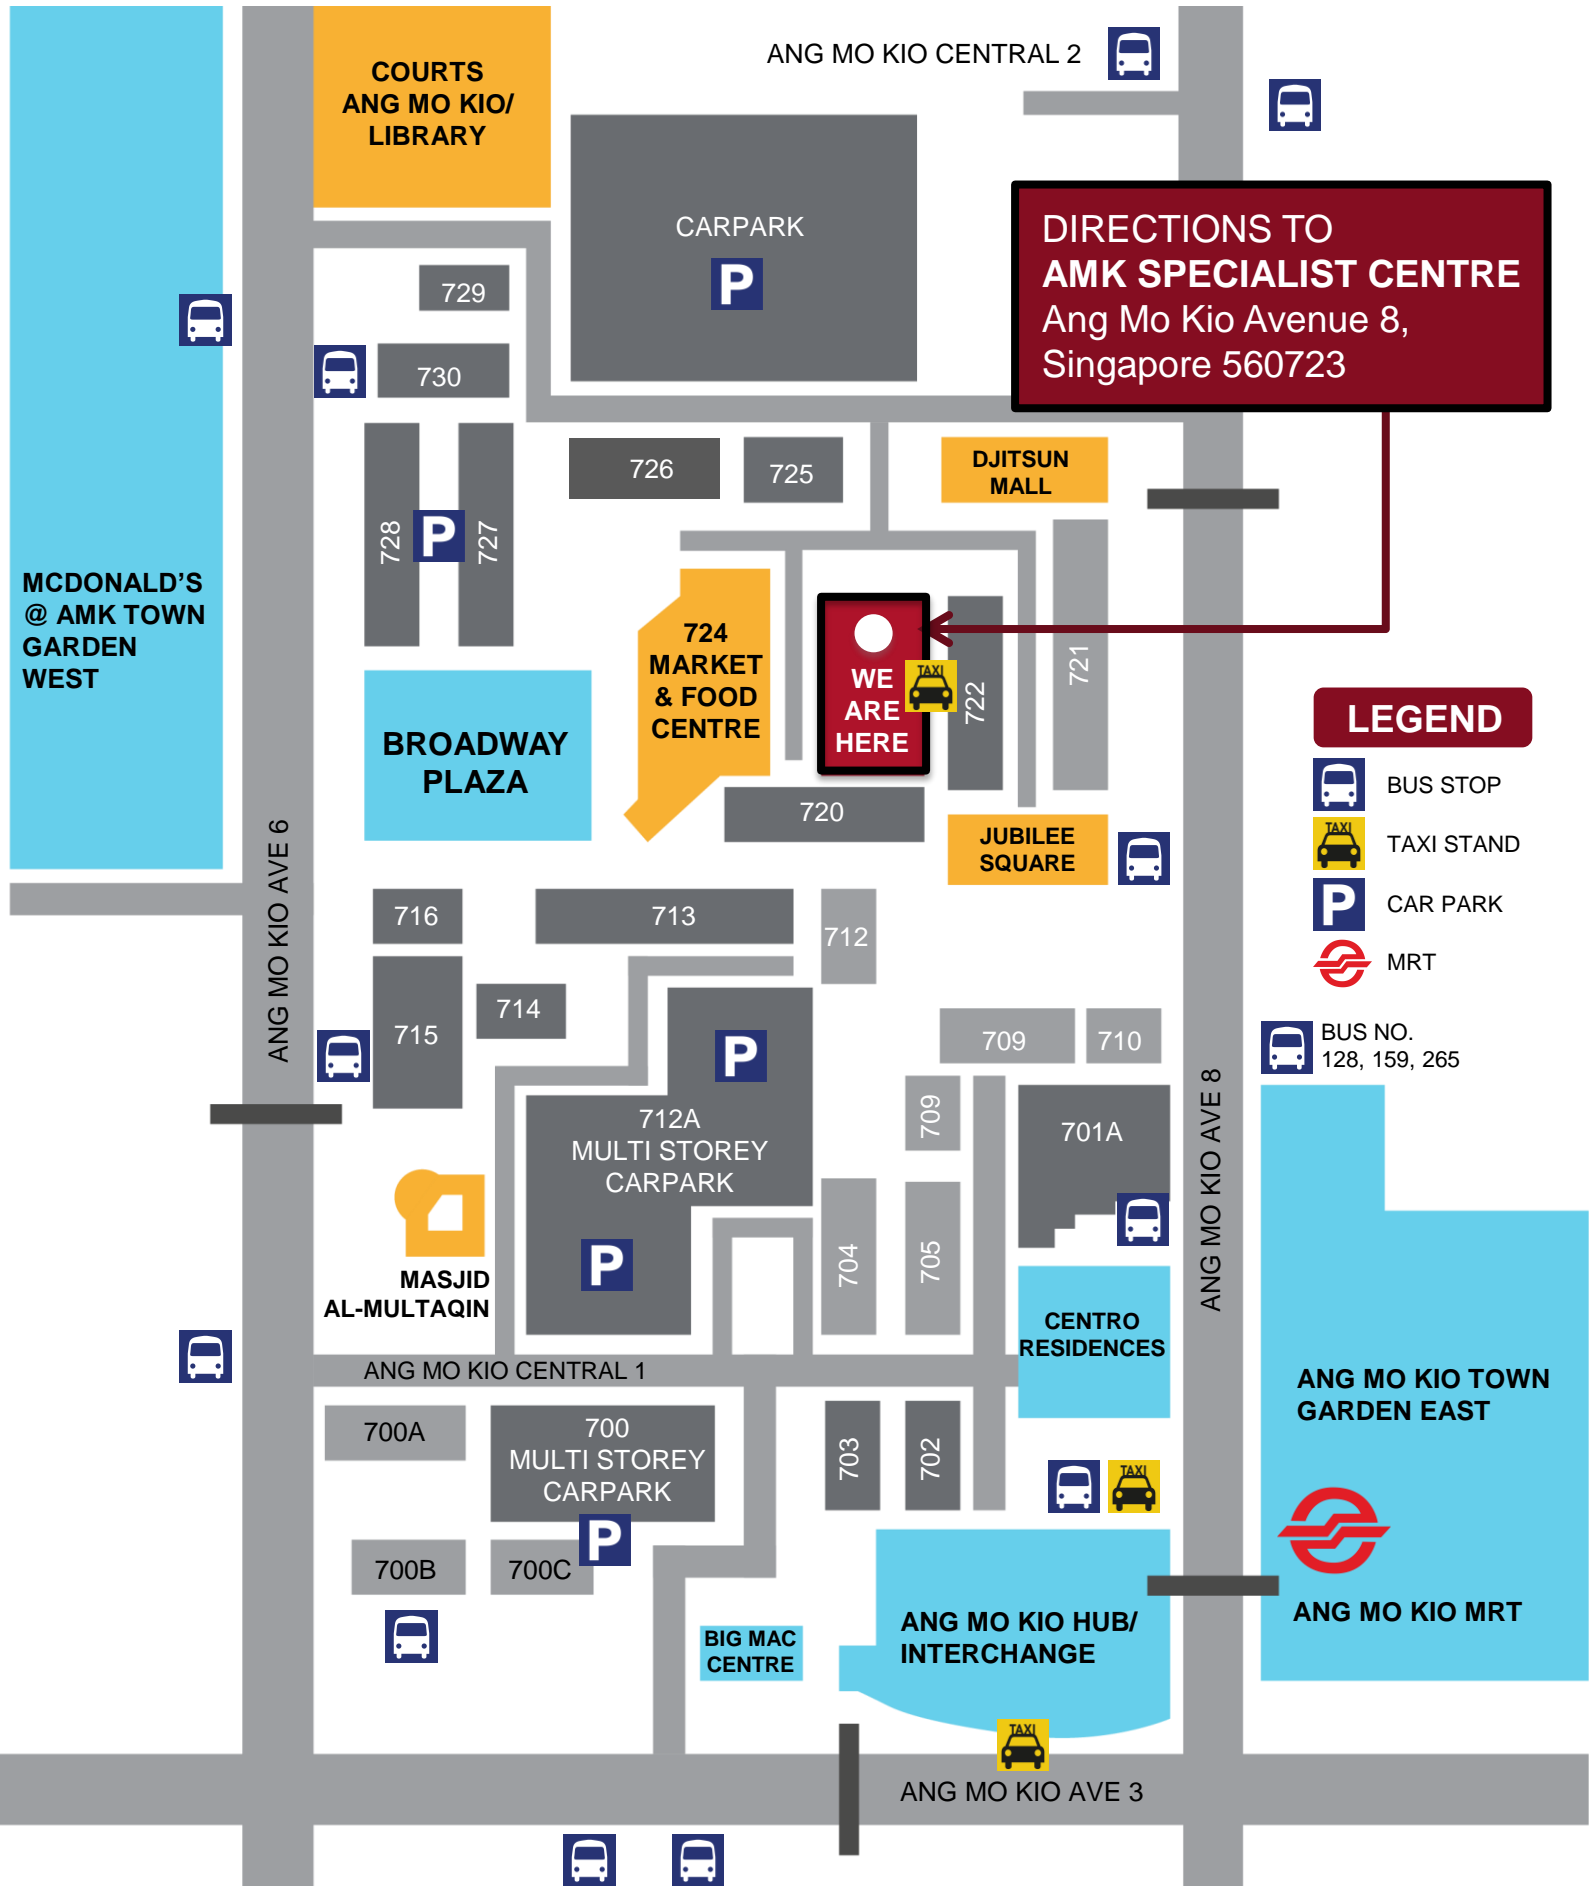 COURTS
ANG MO KIO/
LIBRARY
ANG MO KIO CENTRAL 2
CARPARK
P
DIRECTIONS TO
AMK SPECIALIST CENTRE
Ang Mo Kio Avenue 8,
Singapore 560723
729
730
726
725
DJITSUN
MALL
728
P
727
MCDONALD'S
@ AMK TOWN
GARDEN
WEST
724
MARKET
& FOOD
CENTRE
WE
ARE
HERE
TAXI
722
721
BROADWAY
PLAZA
720
JUBILEE
SQUARE
LEGEND
BUS STOP
TAXI
TAXI STAND
P
CAR PARK
MRT
BUS NO.
128, 159, 265
ANG MO KIO AVE 6
716
713
712
715
714
P
709
710
712A
MULTI STOREY
CARPARK
P
709
701A
ANG MO KIO AVE 8
MASJID
AL-MULTAQIN
704
705
CENTRO
RESIDENCES
ANG MO KIO CENTRAL 1
ANG MO KIO TOWN
GARDEN EAST
700A
700
MULTI STOREY
CARPARK
P
703
702
TAXI
700B
700C
ANG MO KIO MRT
BIG MAC
CENTRE
ANG MO KIO HUB/
INTERCHANGE
TAXI
ANG MO KIO AVE 3